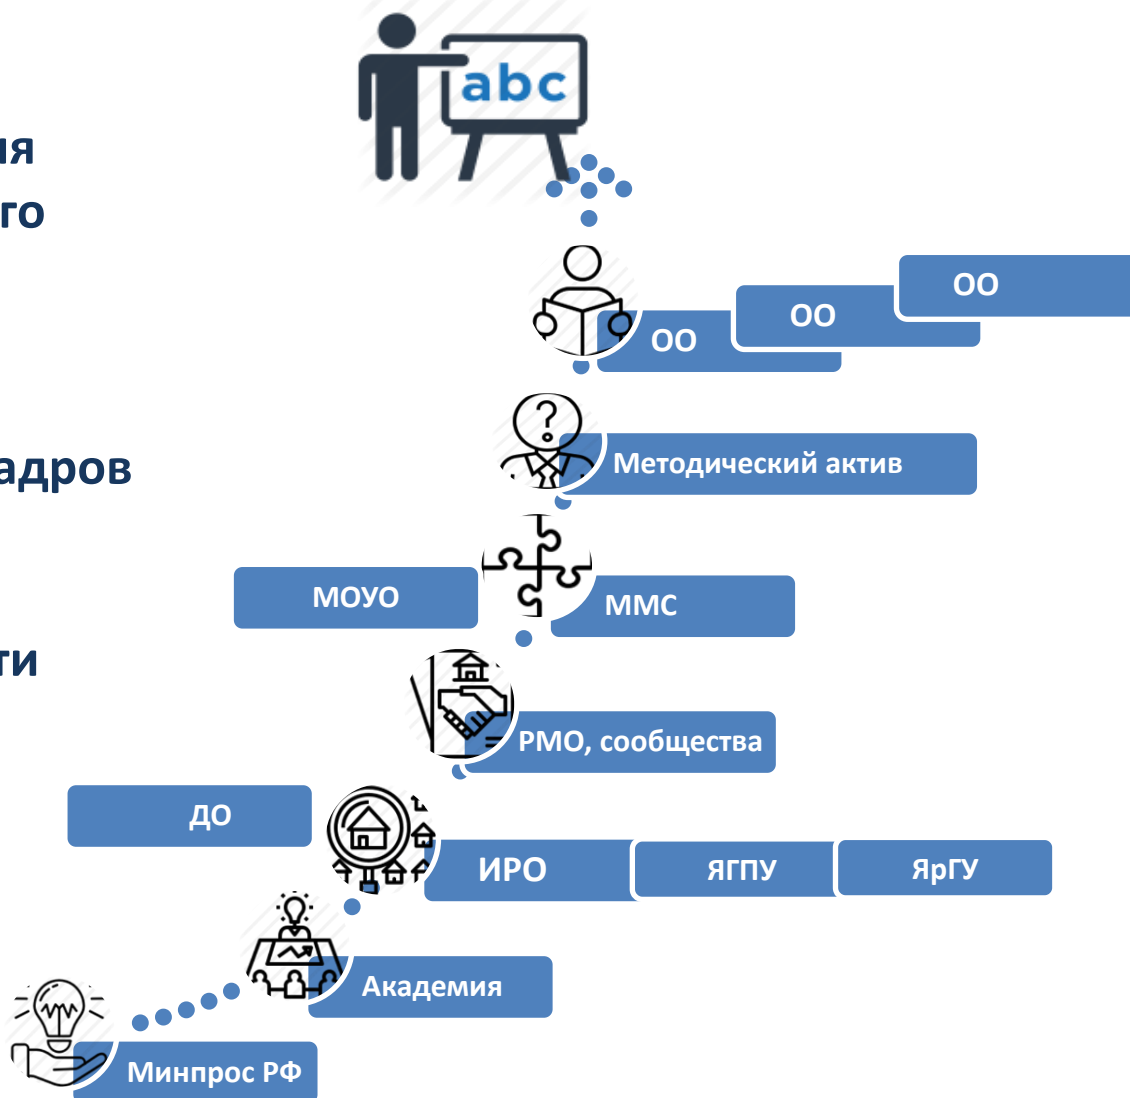 abc
ия
го
ОО
ОО
ОО
адров
Методический актив
МОУО
ММС
ти
РМО, сообщества
ДО
ИРО
ЯГПУ
ЯрГУ
Академия
Минпрос РФ